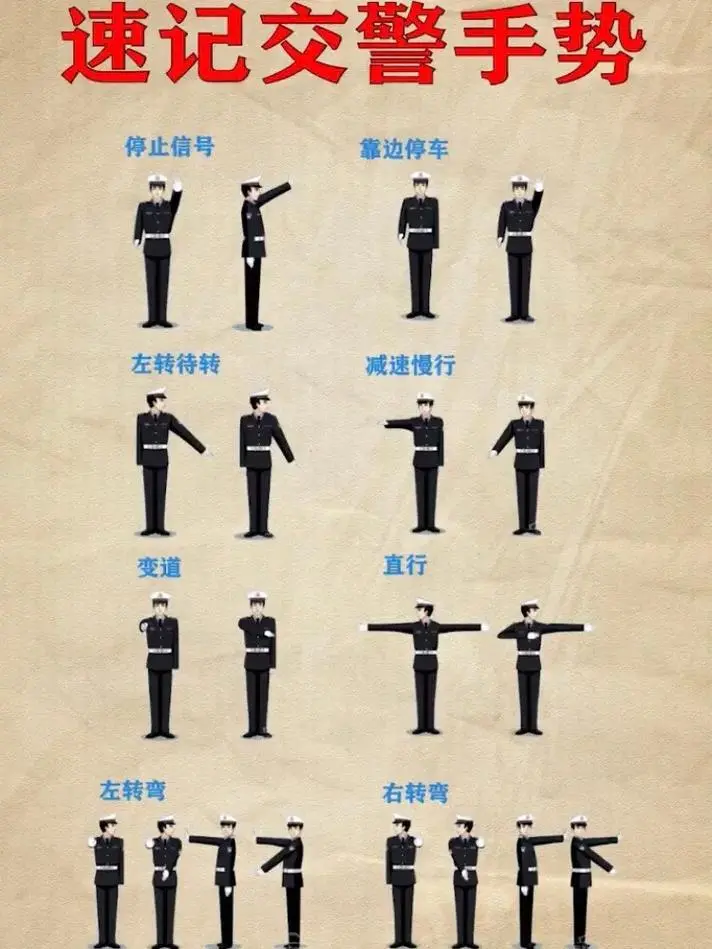 速记交警手势
停止信号
靠边停车
左转待转
减速慢行
变道
直行
左转弯
右转弯